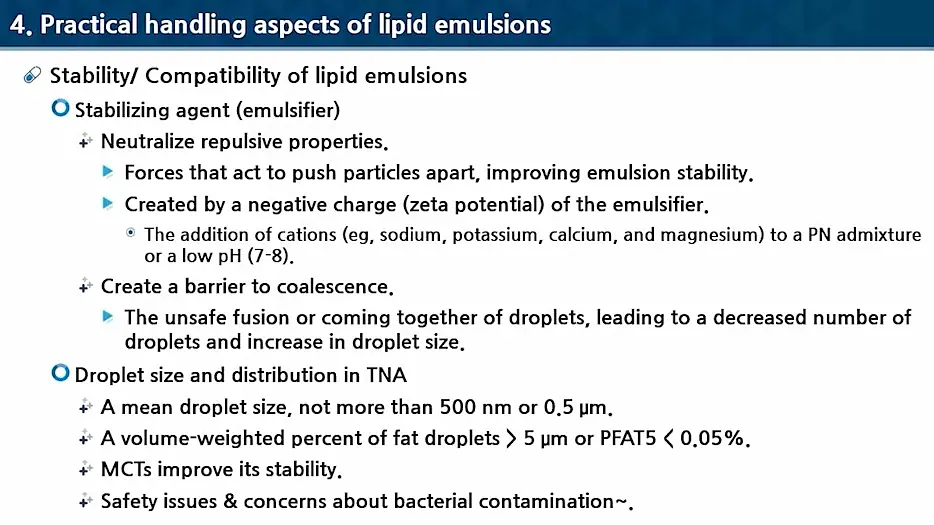 4. Practical handling aspects of lipid emulsions
Stability/ Compatibility of lipid emulsions
Stabilizing agent (emulsifier)
Neutralize repulsive properties.
Forces that act to push particles apart, improving emulsion stability.
Created by a negative charge (zeta potential) of the emulsifier.
The addition of cations (eg, sodium, potassium, calcium, and magnesium) to a PN admixture
or a low pH (7-8).
Create a barrier to coalescence.
The unsafe fusion or coming together of droplets, leading to a decreased number of
droplets and increase in droplet size.
Droplet size and distribution in TNA
A mean droplet size, not more than 500 nm or 0.5 µm.
A volume-weighted percent of fat droplets > 5 µm or PFAT5 < 0.05%.
MCTs improve its stability.
Safety issues & concerns about bacterial contamination~.